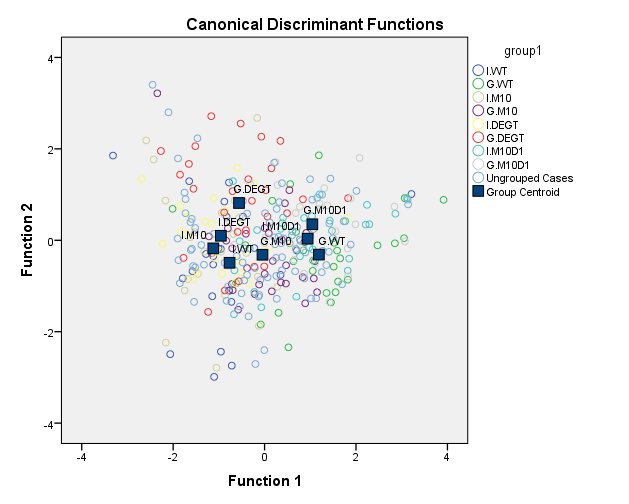 Canonical Discriminant Functions
group1
I.WT
G.WT
I.M10
G.M10
I.DEGT
G.DEGT
I.M10D1
G.M10D1
Ungrouped Cases
Group Centroid
Function 2
4
2
0
-2
-4
G.DEGT
G.M10D1
I.DEGT
I.M10D1
I.M10
G.M10
G.WT
I.WT
-4
-2
0
2
4
Function 1